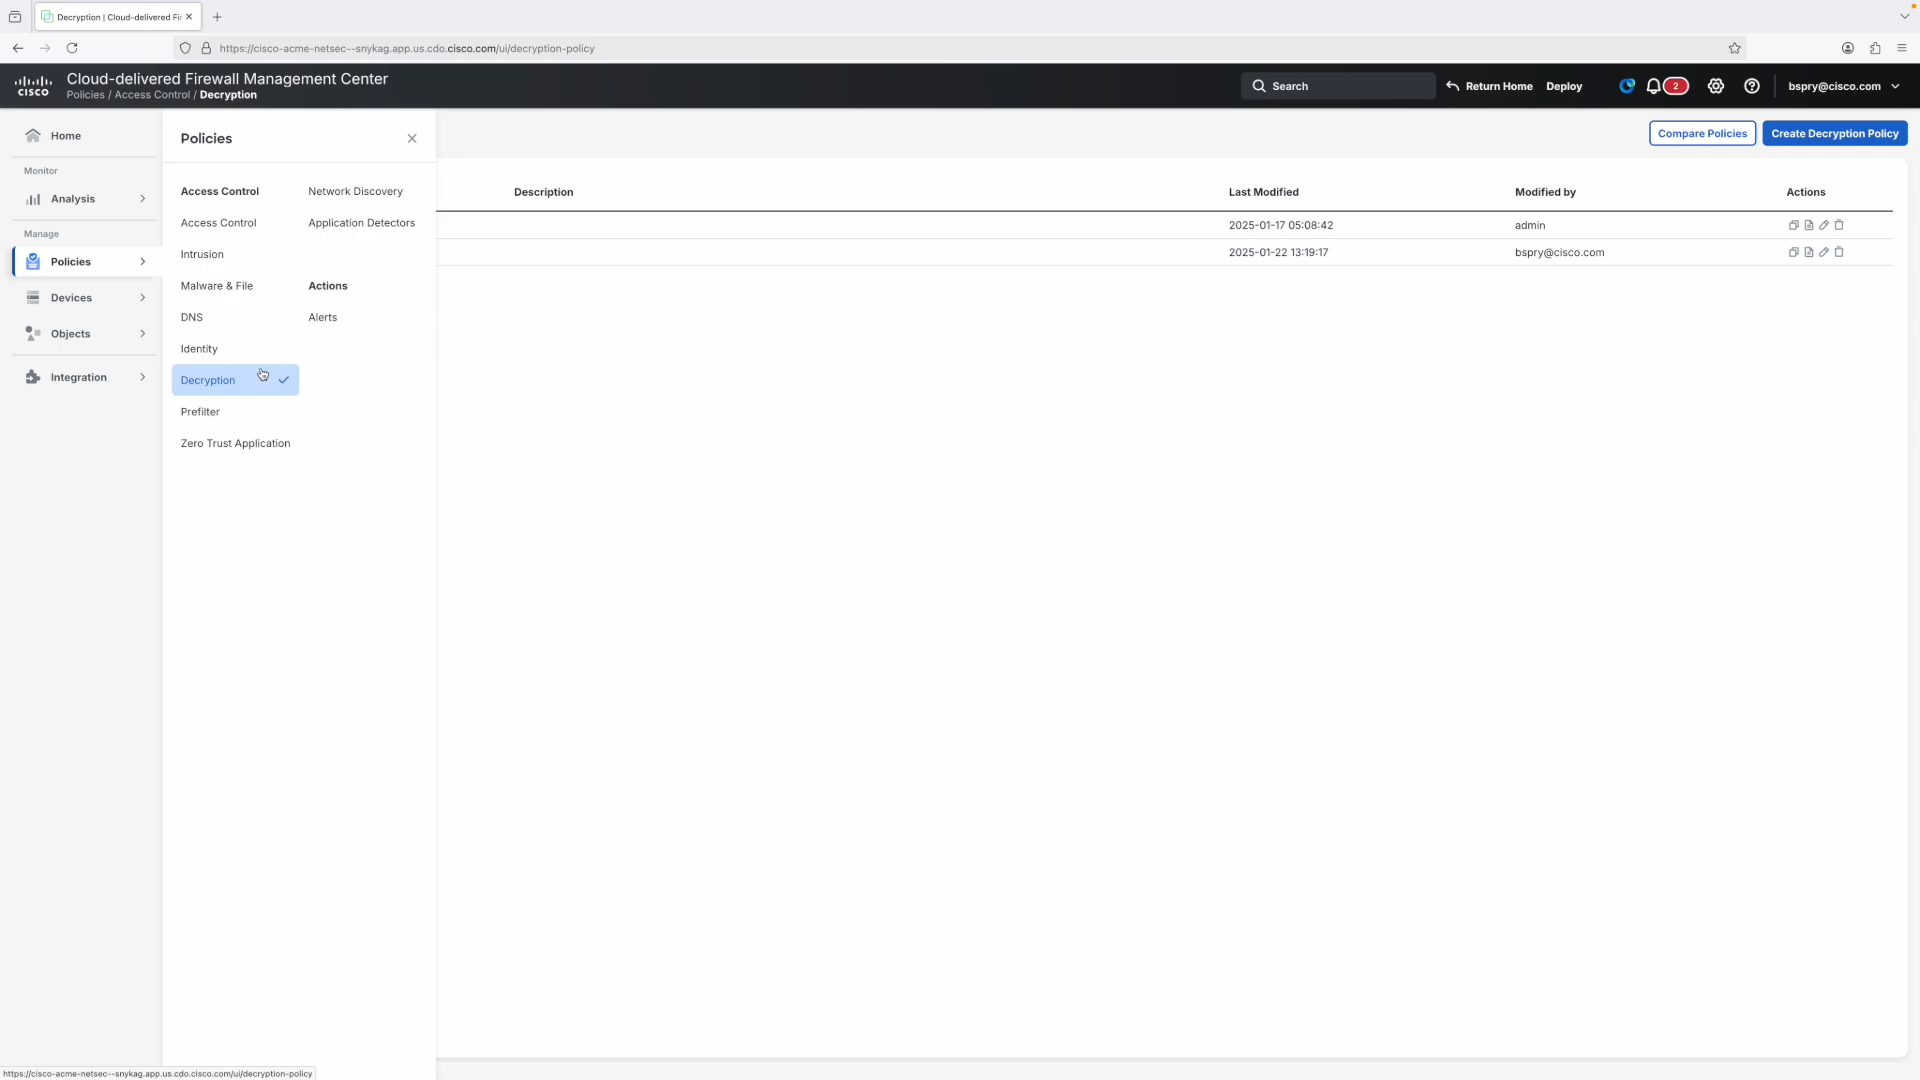 Decryption | Cloud-delivered Fi
https://cisco-acme-netsec--snykag.app.us.cdo.cisco.com/ui/decryption-policy
CISCO
Cloud-delivered Firewall Management Center
Policies / Access Control / Decryption
Search
Return Home
Deploy
2
bspry@cisco.com
Home
Monitor
Analysis
Manage
Policies
Devices
Objects
Integration
Policies
Access Control
Access Control
Intrusion
Malware & File
DNS
Identity
Decryption
Prefilter
Zero Trust Application
Network Discovery
Application Detectors
Actions
Alerts
Compare Policies
Create Decryption Policy
Description Last Modified Modified by Actions
2025-01-17 05:08:42 admin
2025-01-22 13:19:17 bspry@cisco.com
https://cisco-acme-netsec--snykag.app.us.cdo.cisco.com/ui/decryption-policy